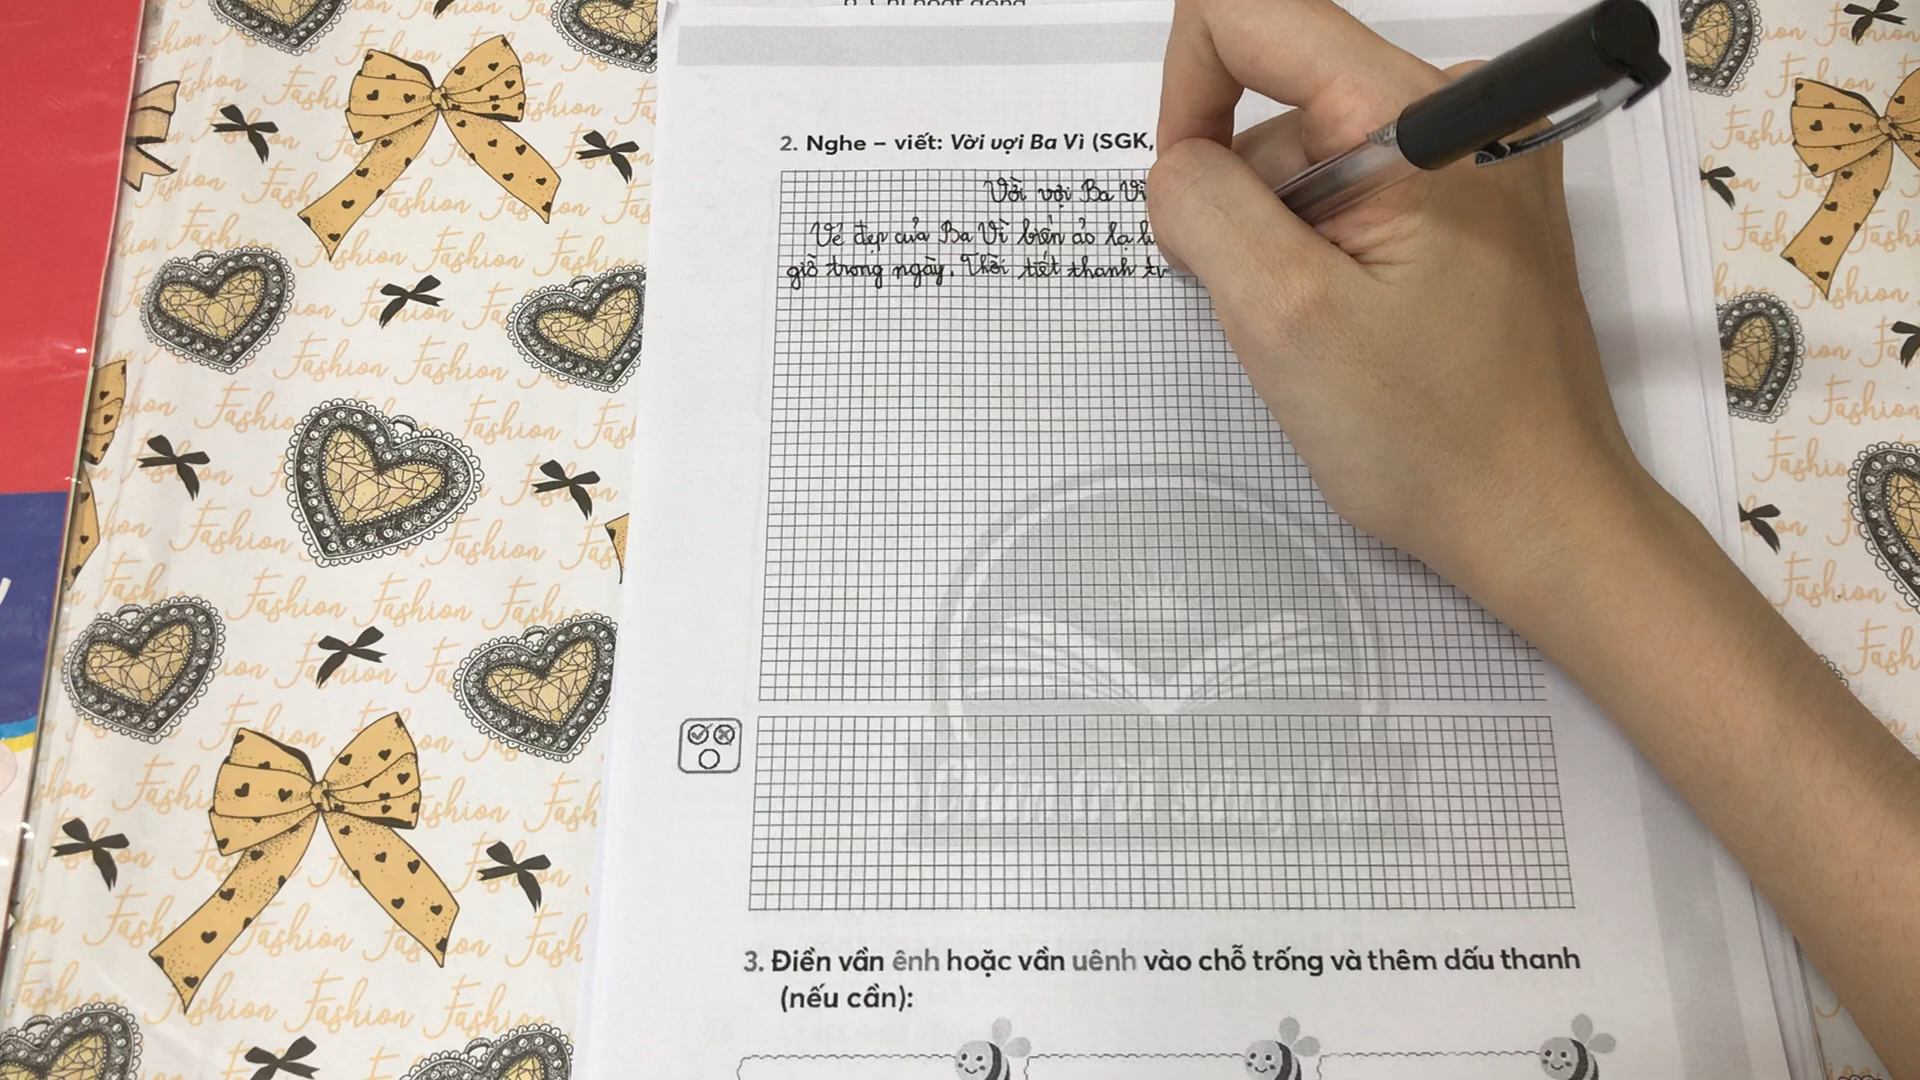 2. Nghe – viết: Vời vợi Ba Vì (SGK,
Vời vợi Ba Vì
Vẻ đẹp của Ba Vì biến ảo lạ
giờ trong ngày. Thời tiết thanh
3. Điền vần ênh hoặc vần uênh vào chỗ trống và thêm dấu thanh
(nếu cần):
Fashion